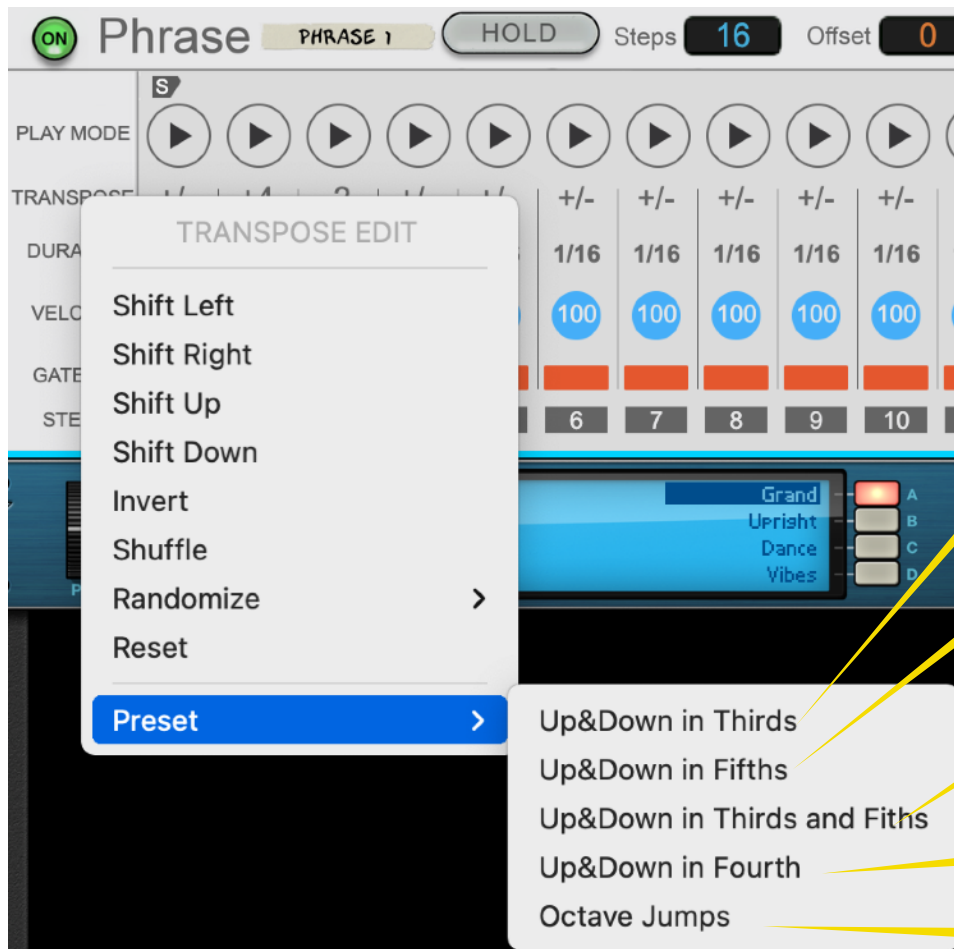 ON Phrase PHRASE 1 HOLD Steps 16 Offset 0
S
PLAY MODE
TRANSPOSE +/- +4 +/- +/- +/- +/- +/- +/- +/-
TRANSPOSE EDIT
DURA 1/16 1/16 1/16 1/16 1/16
Shift Left
VELO 100 100 100 100 100
Shift Right
GATE
Shift Up
STE 6 7 8 9 10
Shift Down
Invert
Grand A
Upright B
Shuffle
Dance C
Vibes D
P
Randomize
Reset
Preset
Up&Down in Thirds
Up&Down in Fifths
Up&Down in Thirds and Fiths
Up&Down in Fourth
Octave Jumps